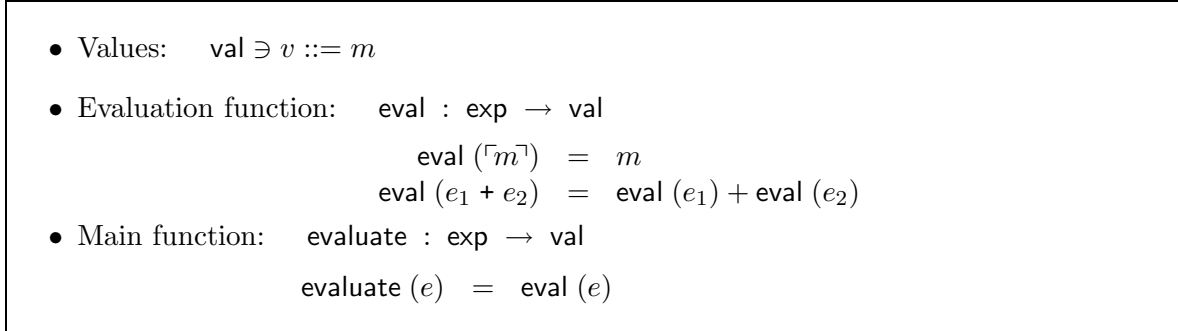 • Values: val ∋ v ::= m
• Evaluation function: eval : exp → val
eval (⌜m⌝) = m
eval (e₁ + e₂) = eval (e₁) + eval (e₂)
• Main function: evaluate : exp → val
evaluate (e) = eval (e)